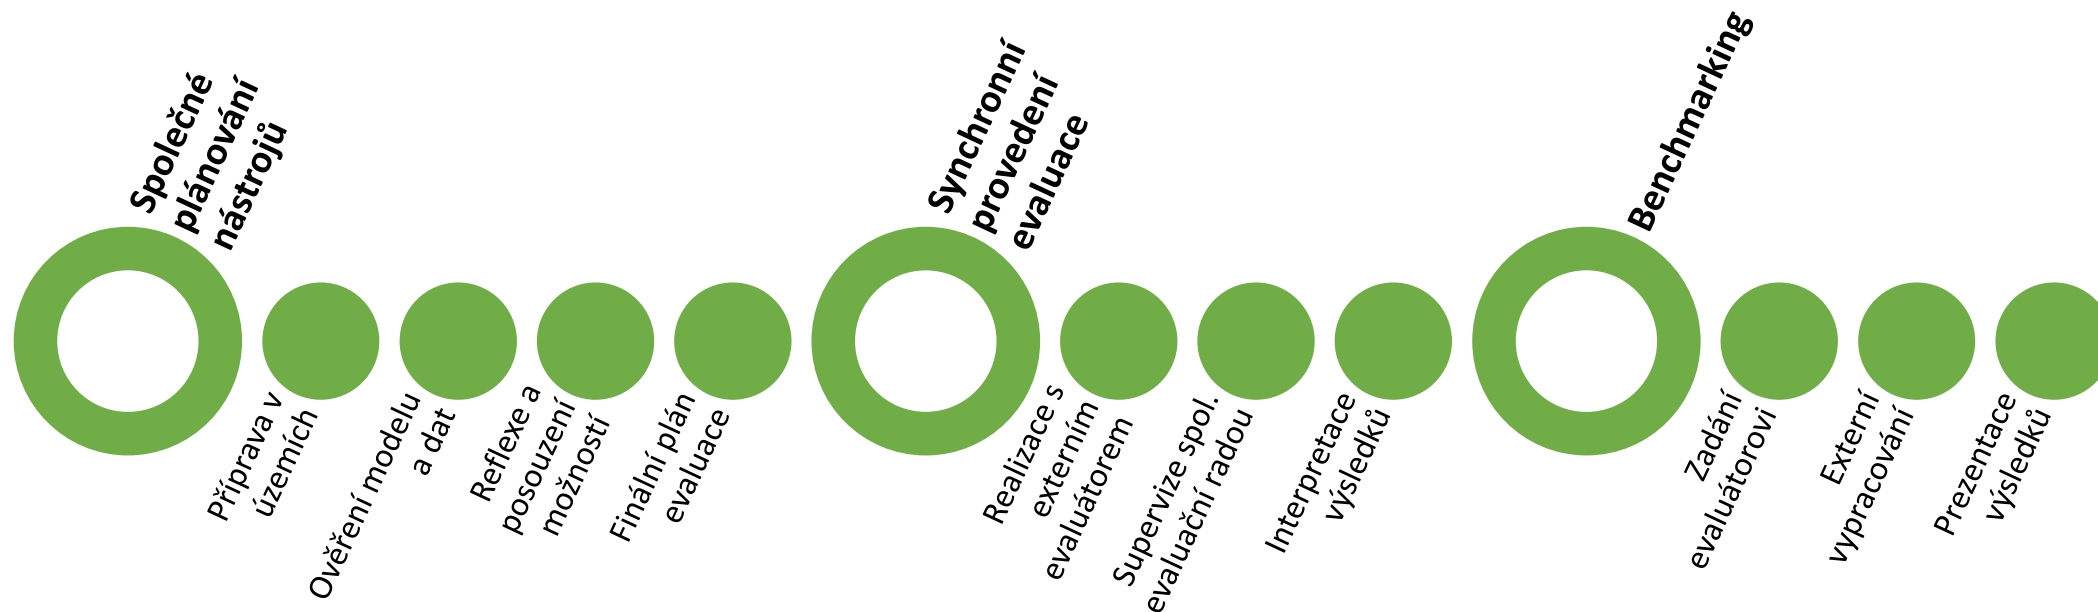 Společné
plánování
nástrojů
Příprava v
územích
Ověření modelu
a dat
Reflexe a
posouzení
možností
Finální plán
evaluace
Synchronní
provedení
evaluace
Realizace s
externím
evaluátorem
Supervize spol.
evaluační radou
Interpretace
výsledků
Benchmarking
Zadání
evaluátorovi
Externí
vypracování
Prezentace
výsledků